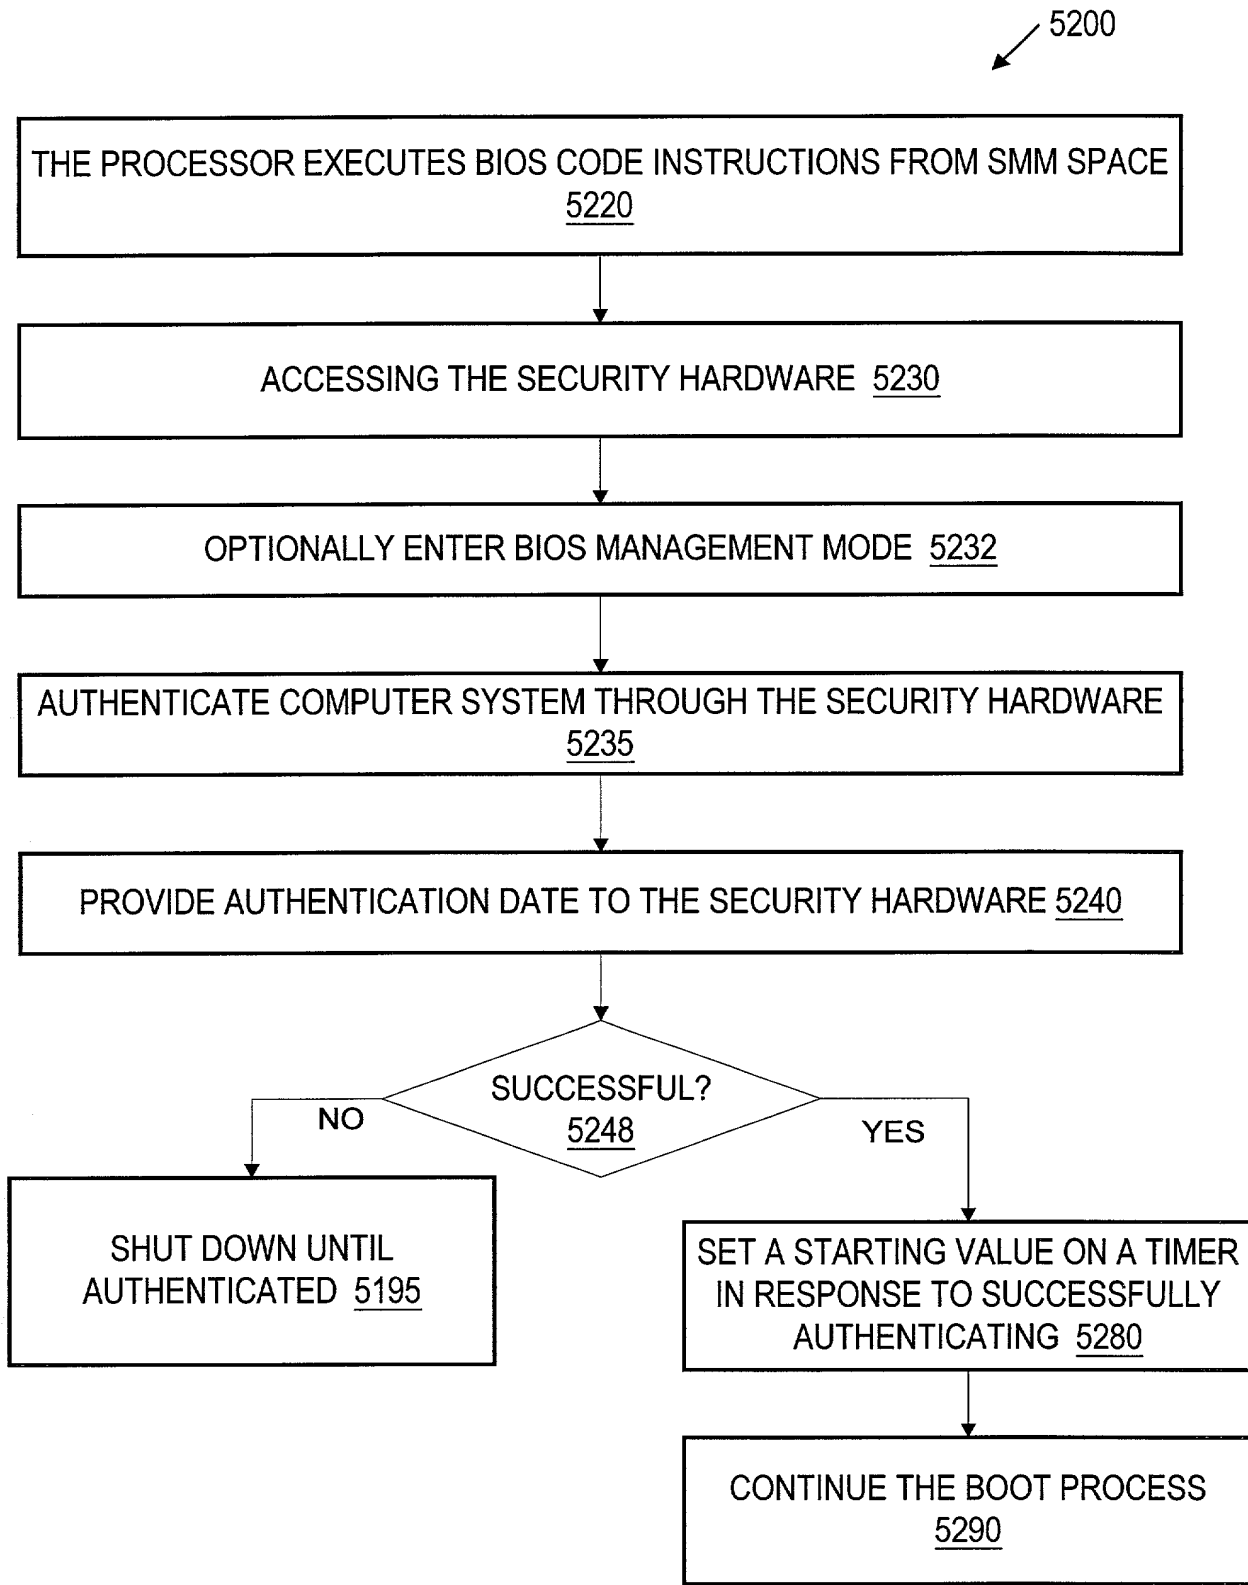 5200
THE PROCESSOR EXECUTES BIOS CODE INSTRUCTIONS FROM SMM SPACE
5220
ACCESSING THE SECURITY HARDWARE 5230
OPTIONALLY ENTER BIOS MANAGEMENT MODE 5232
AUTHENTICATE COMPUTER SYSTEM THROUGH THE SECURITY HARDWARE
5235
PROVIDE AUTHENTICATION DATE TO THE SECURITY HARDWARE 5240
SUCCESSFUL?
5248
NO
YES
SHUT DOWN UNTIL
AUTHENTICATED 5195
SET A STARTING VALUE ON A TIMER
IN RESPONSE TO SUCCESSFULLY
AUTHENTICATING 5280
CONTINUE THE BOOT PROCESS
5290